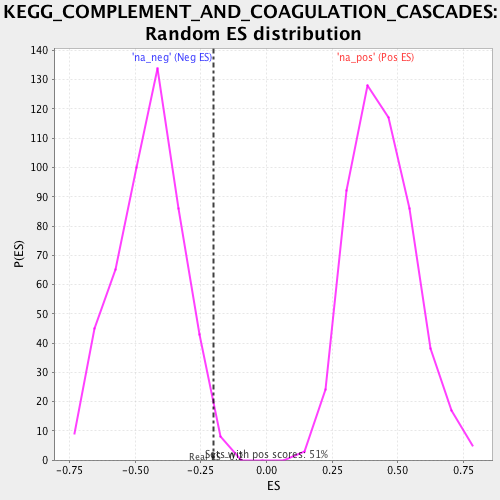 KEGG_COMPLEMENT_AND_COAGULATION_CASCADES:
Random ES distribution
'na_neg' (Neg ES)
'na_pos' (Pos ES)
140
130
120
110
100
90
80
70
60
50
40
30
20
10
0
P(ES)
Sets with pos scores: 51%
-0.75 -0.50 -0.25 0.00 0.25 0.50 0.75
ES